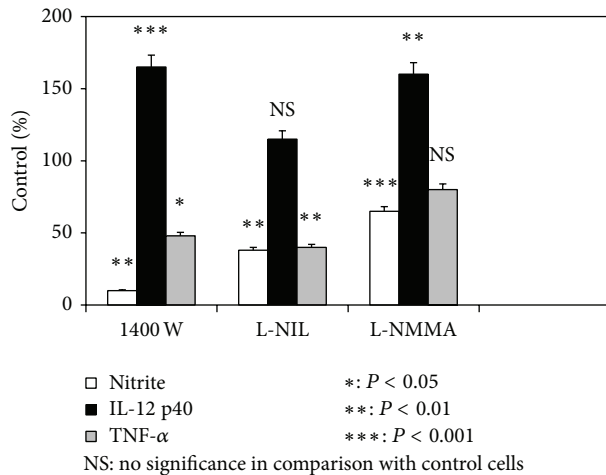 200
150
100
50
0
Control (%)
***
**
*
NS
**
**
**
***
NS
1400 W
L-NIL
L-NMMA
Nitrite
IL-12 p40
TNF-α
*: P < 0.05
**: P < 0.01
***: P < 0.001
NS: no significance in comparison with control cells